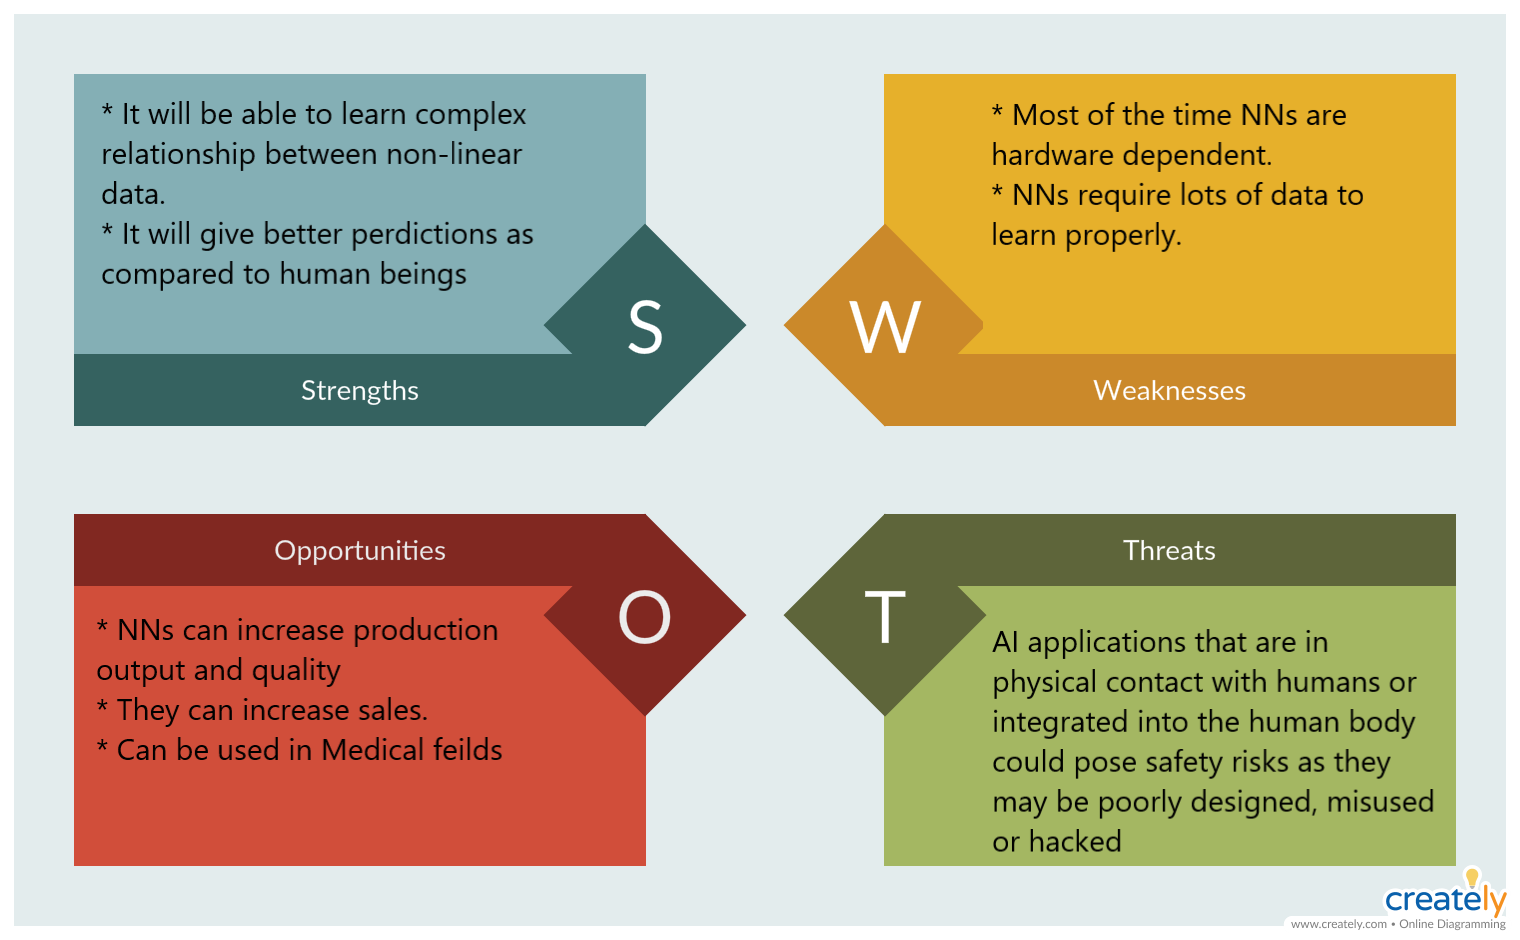 * It will be able to learn complex
relationship between non-linear
data.
* It will give better perdictions as
compared to human beings
S
Strengths
* Most of the time NNs are
hardware dependent.
* NNs require lots of data to
learn properly.
W
Weaknesses
Opportunities
O
* NNs can increase production
output and quality
* They can increase sales.
* Can be used in Medical feilds
Threats
T
AI applications that are in
physical contact with humans or
integrated into the human body
could pose safety risks as they
may be poorly designed, misused
or hacked
creately
www.creately.com • Online Diagramming